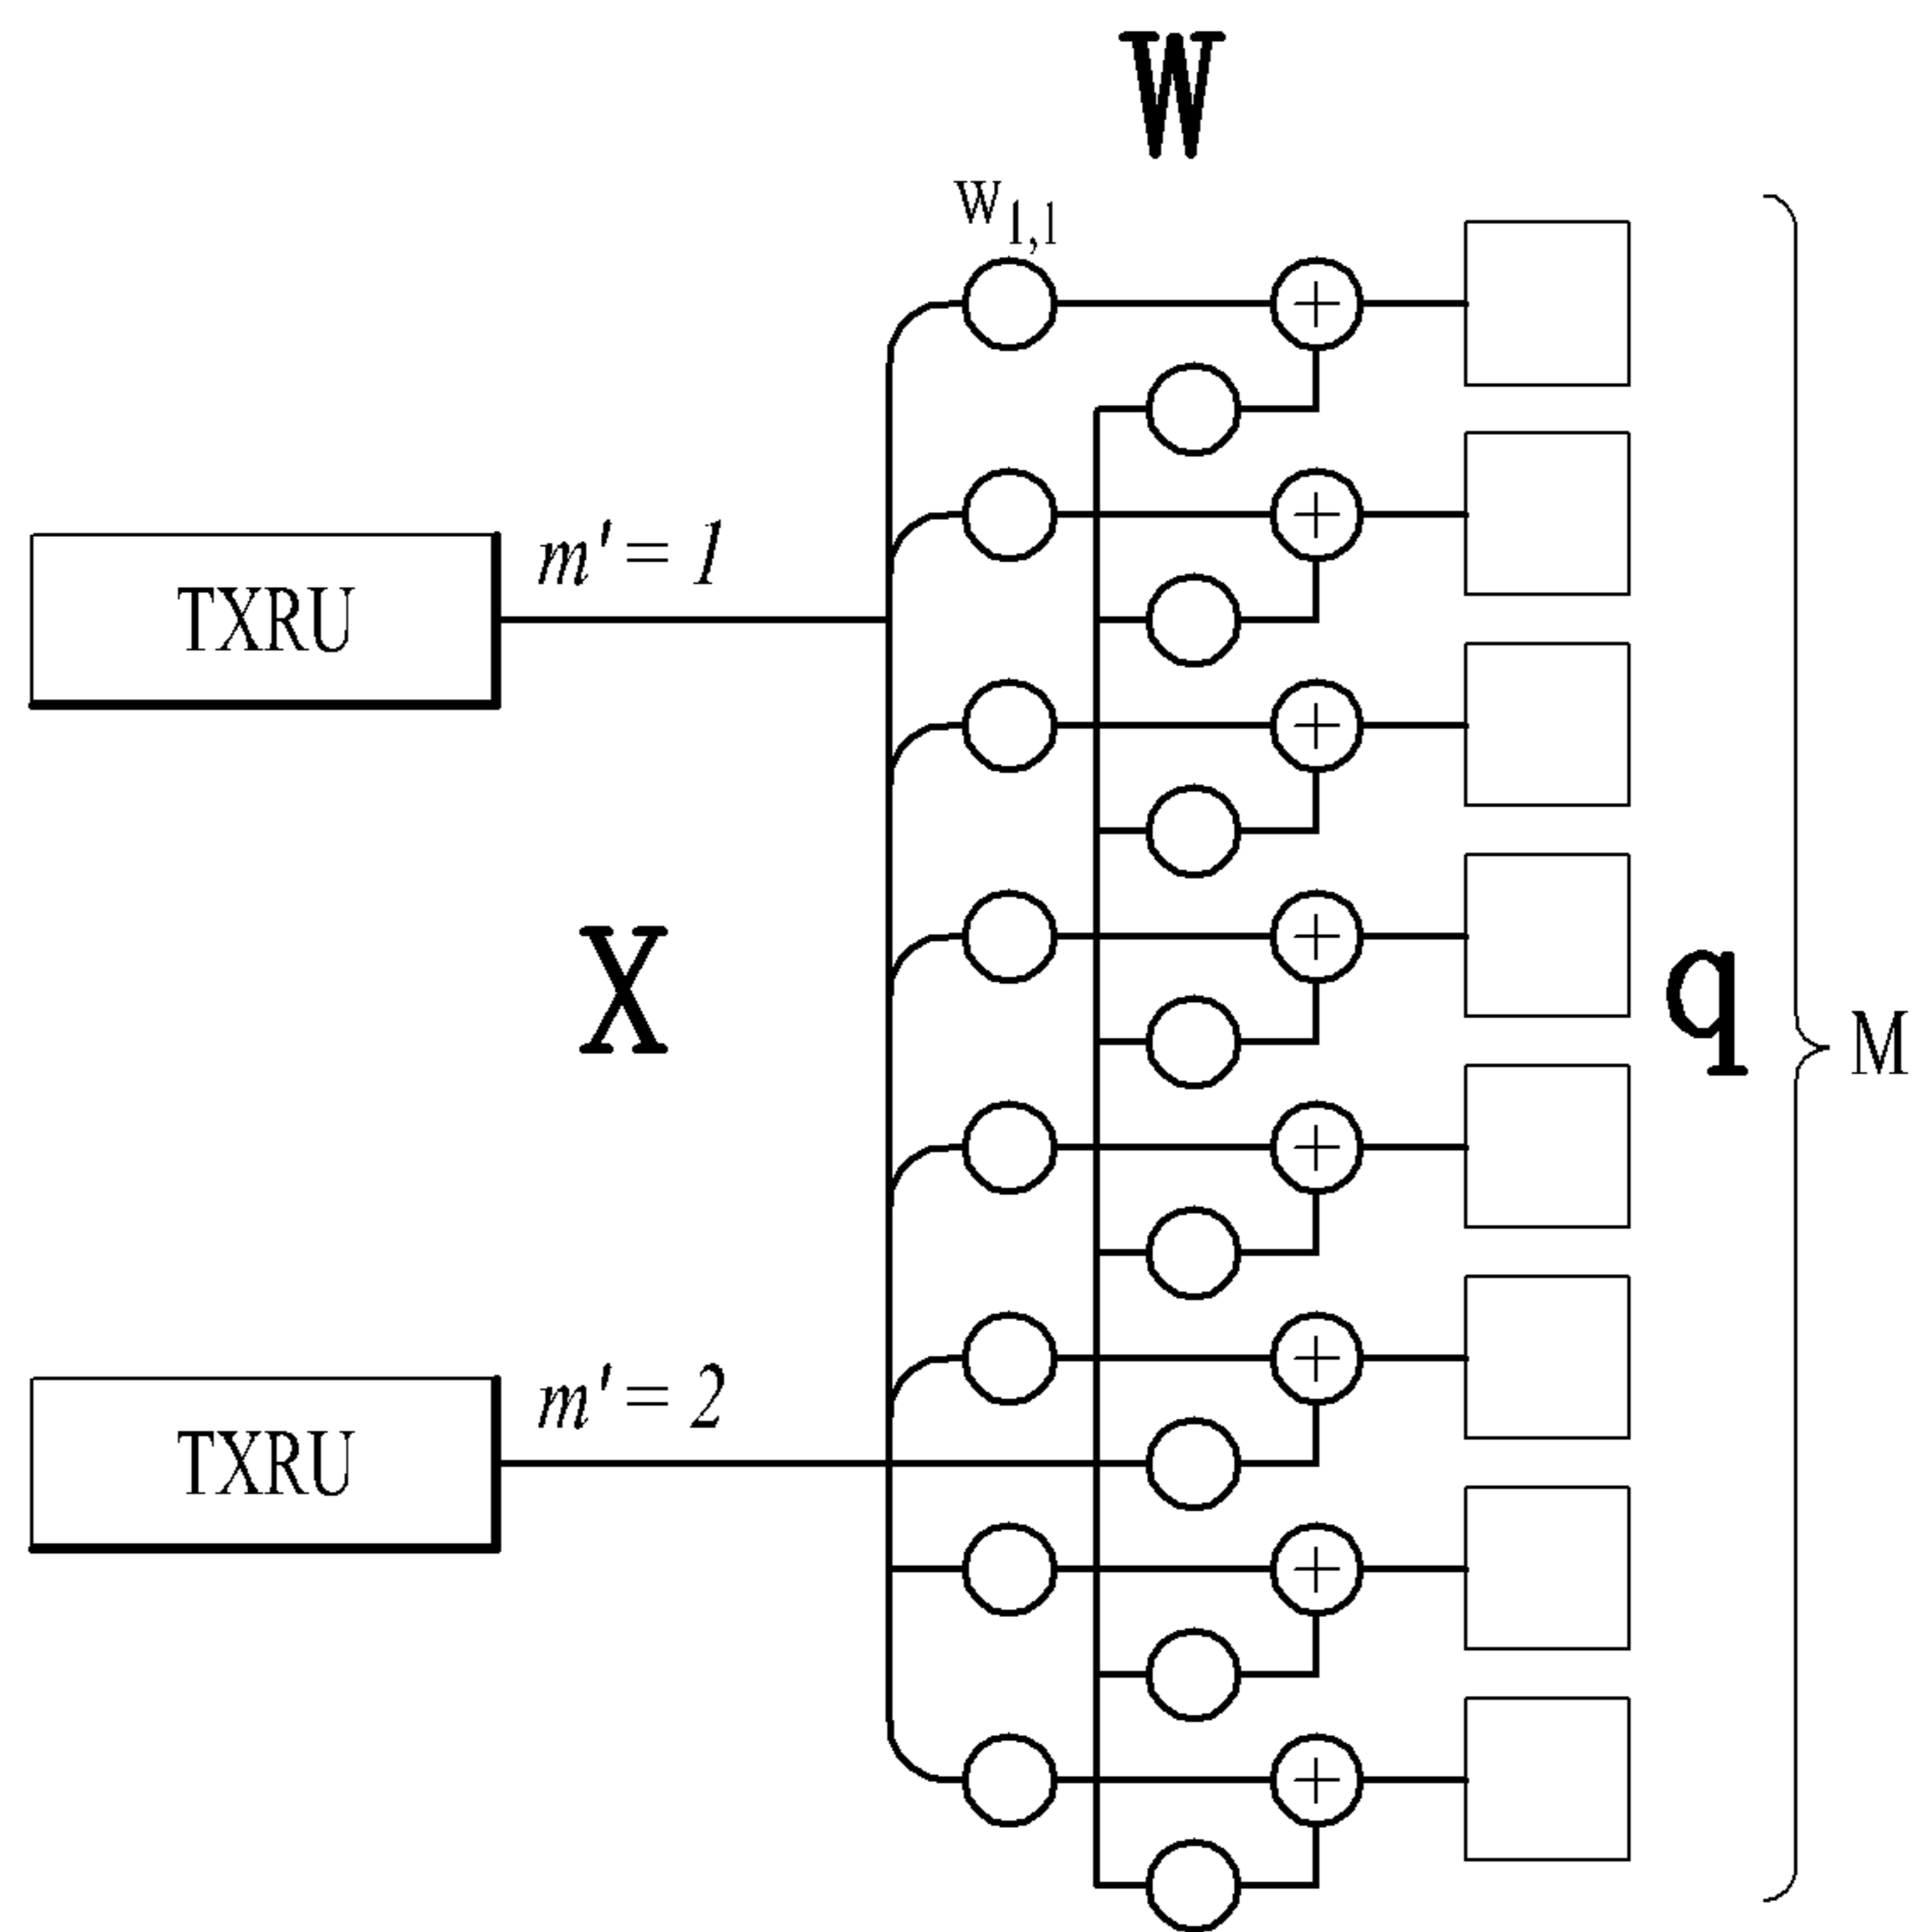 W
w1,1
m' = 1
TXRU
X
q
M
m' = 2
TXRU